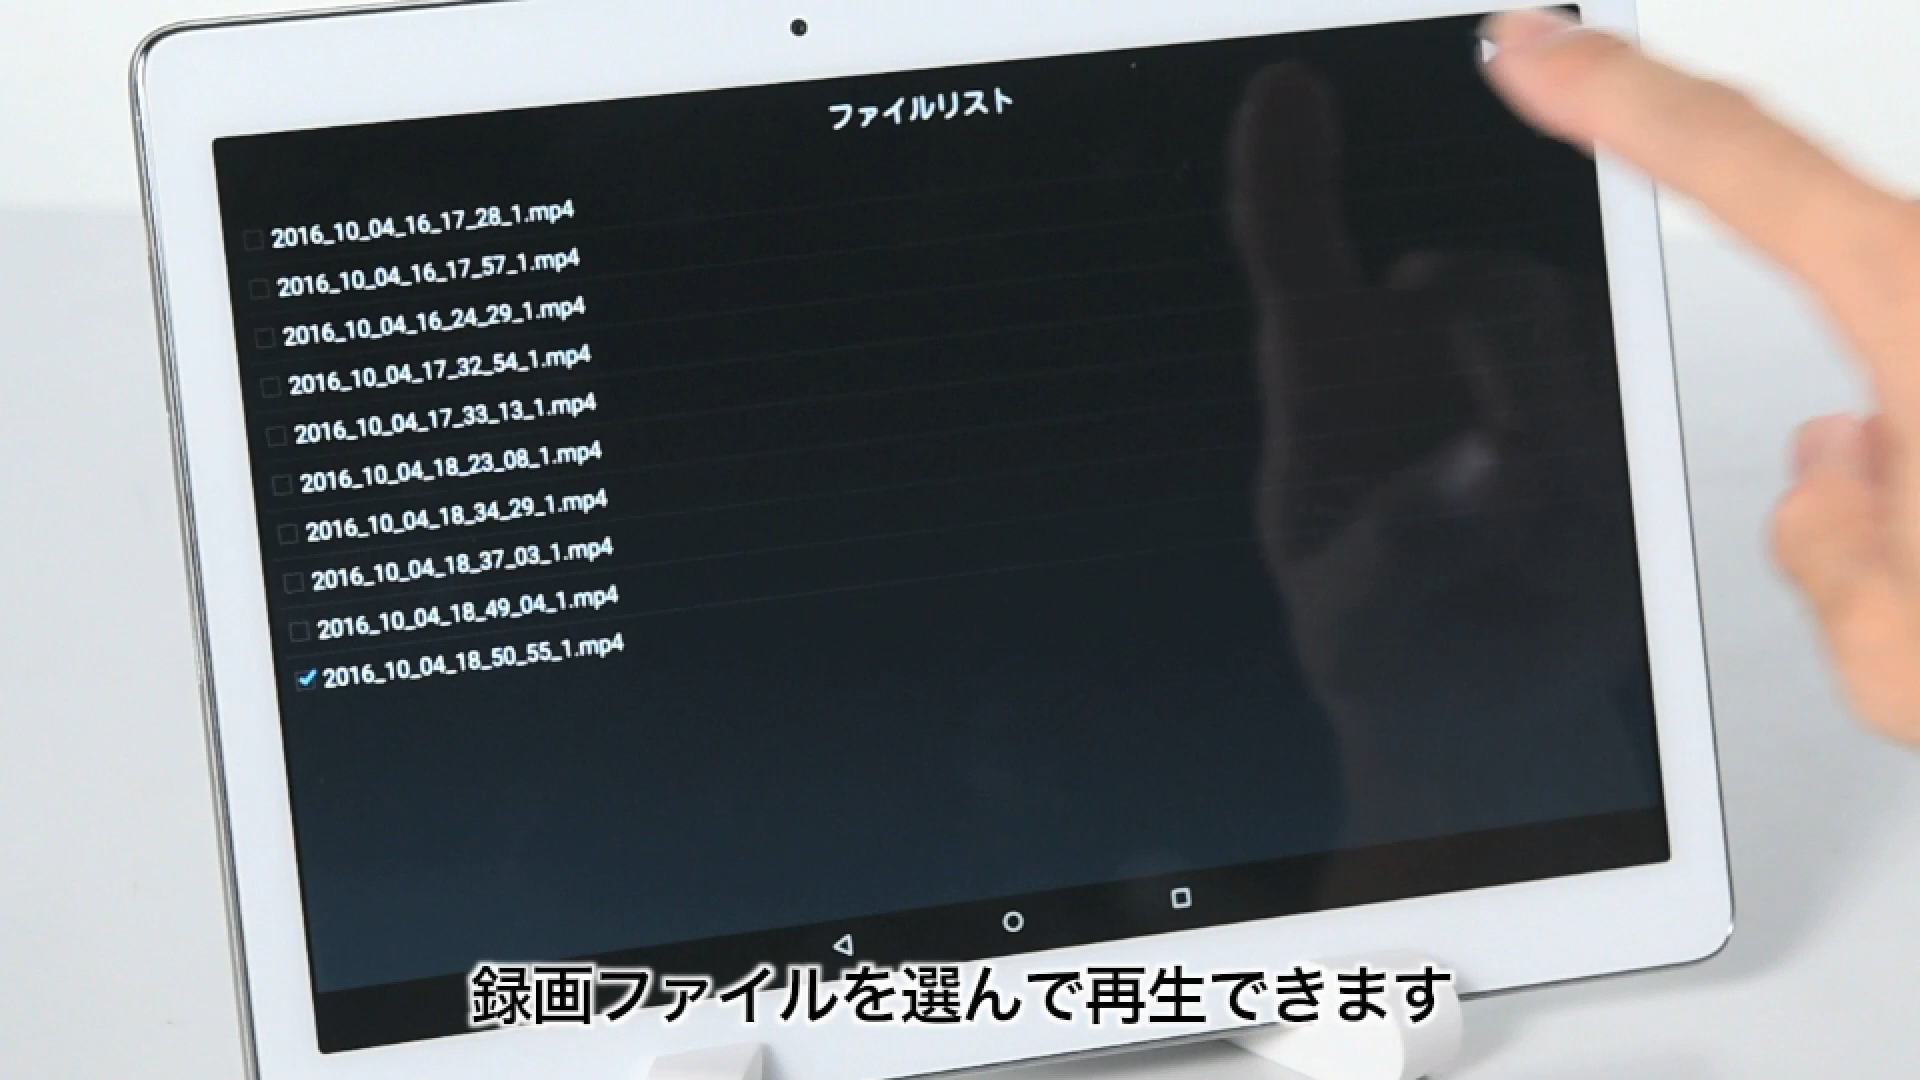 ファイルリスト
2016_10_04_16_17_28_1.mp4
2016_10_04_16_17_57_1.mp4
2016_10_04_16_24_29_1.mp4
2016_10_04_17_32_54_1.mp4
2016_10_04_17_33_13_1.mp4
2016_10_04_18_23_08_1.mp4
2016_10_04_18_34_29_1.mp4
2016_10_04_18_37_03_1.mp4
2016_10_04_18_49_04_1.mp4
2016_10_04_18_50_55_1.mp4
録画ファイルを選んで再生できます